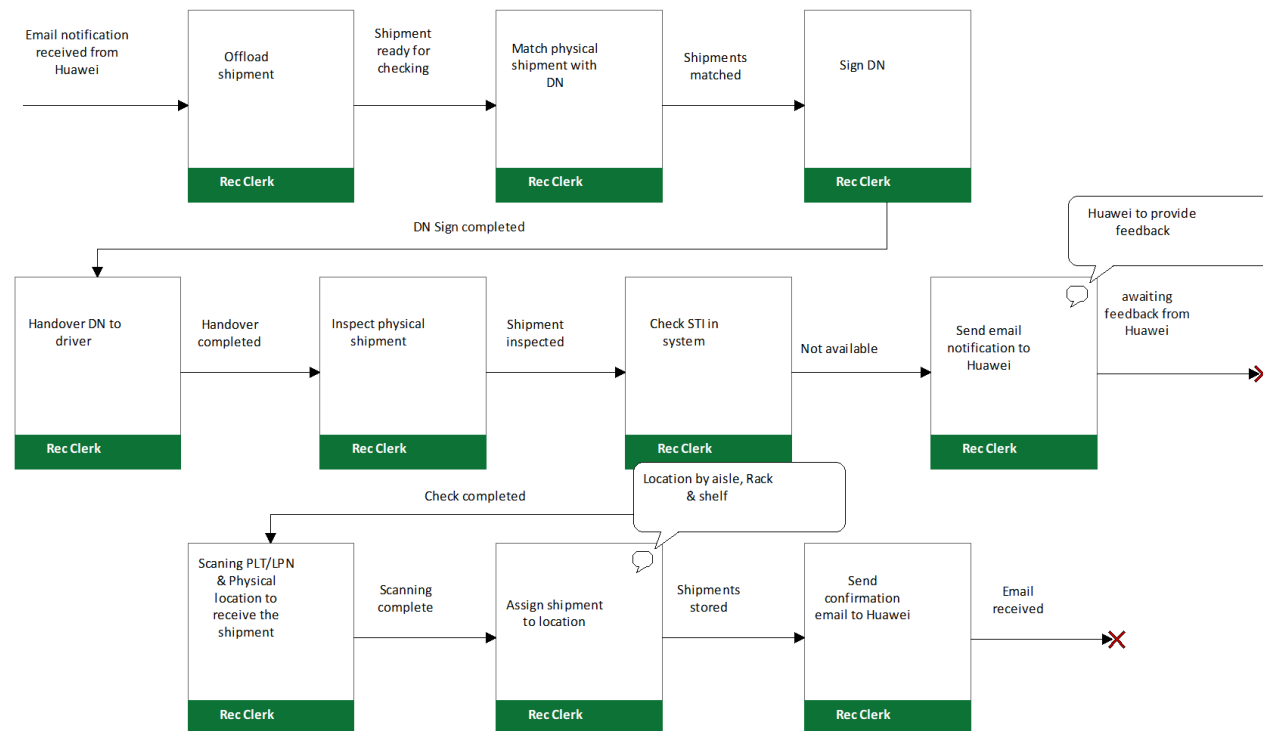 Email notification
received from
Huawei
Offload
shipment
Rec Clerk
Shipment
ready for
checking
Match physical
shipment with
DN
Rec Clerk
Shipments
matched
Sign DN
Rec Clerk
DN Sign completed
Handover DN to
driver
Rec Clerk
Handover
completed
Inspect physical
shipment
Rec Clerk
Shipment
inspected
Check STI in
system
Rec Clerk
Not available
Send email
notification to
Huawei
Rec Clerk
Huawei to provide
feedback
awaiting
feedback from
Huawei
Check completed
Scaning PLT/LPN
& Physical
location to
receive the
shipment
Rec Clerk
Scanning
complete
Location by aisle, Rack
& shelf
Assign shipment
to location
Rec Clerk
Shipments
stored
Send
confirmation
email to Huawei
Rec Clerk
Email
received